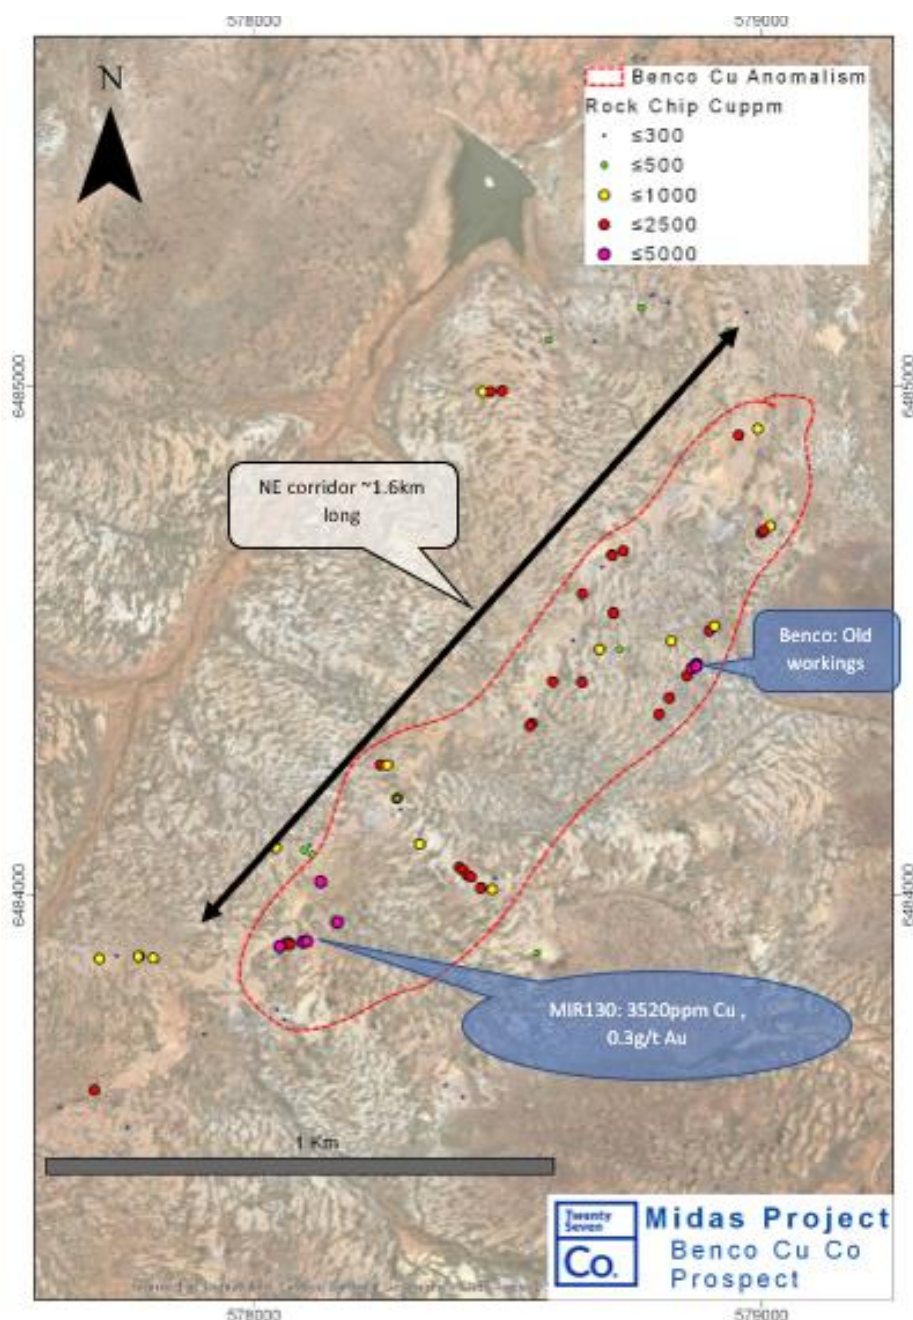 578000
579000
N
Benco Cu Anomalism
Rock Chip Cuppm
≤300
≤500
≤1000
≤2500
≤5000
6485000
6485000
NE corridor ~1.6km
long
Benco: Old
workings
6484000
6484000
MIR130: 3520ppm Cu ,
0.3g/t Au
1 Km
Twenty
Seven
Co.
Midas Project
Benco Cu Co
Prospect
578000
579000